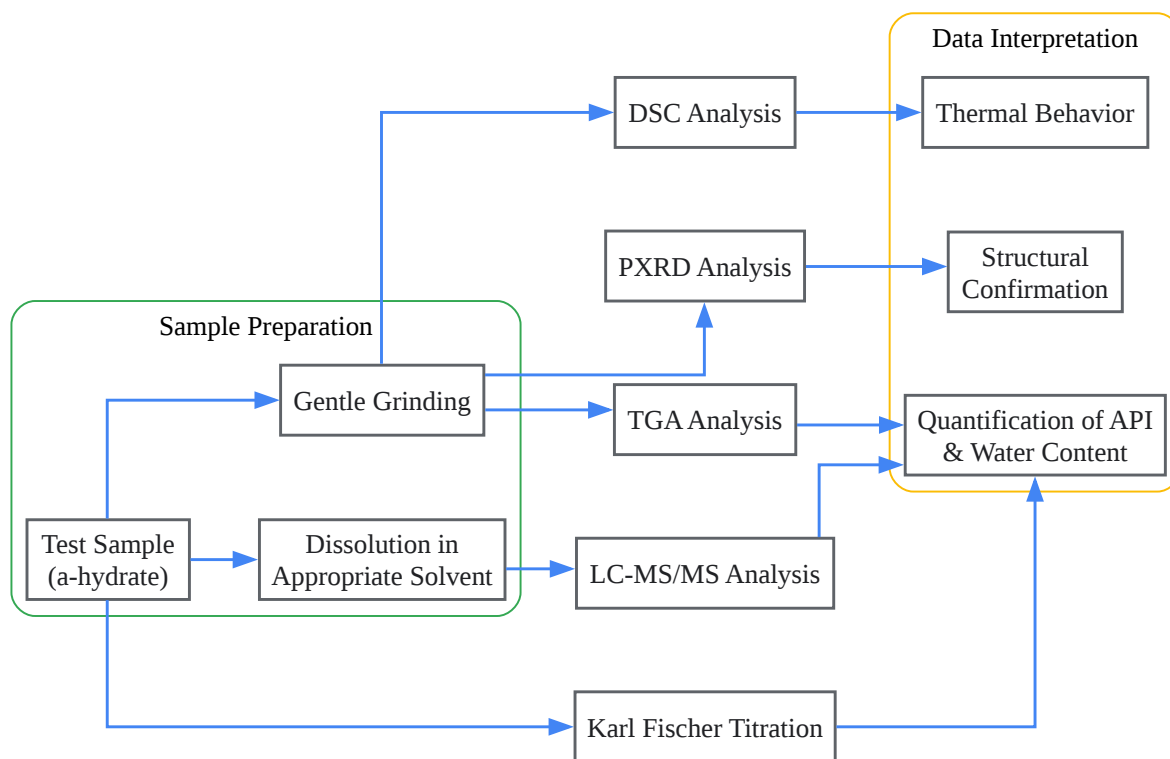 Data Interpretation
DSC Analysis
Thermal Behavior
PXRD Analysis
Structural
Confirmation
Sample Preparation
Gentle Grinding
TGA Analysis
Quantification of API
& Water Content
Test Sample
(a-hydrate)
Dissolution in
Appropriate Solvent
LC-MS/MS Analysis
Karl Fischer Titration